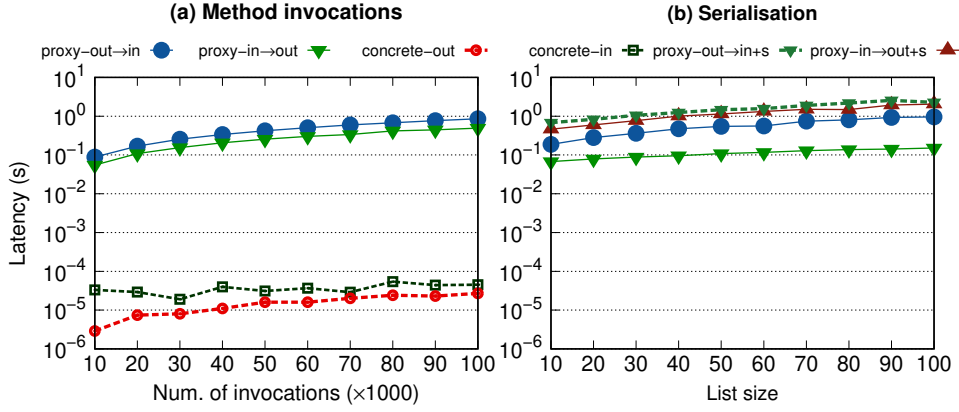 (a) Method invocations
(b) Serialisation
proxy−out→in proxy−in→out concrete−out concrete−in proxy−out→in+s proxy−in→out+s
Latency (s)
10^1
10^0
10^−1
10^−2
10^−3
10^−4
10^−5
10^−6
10 20 30 40 50 60 70 80 90 100
Num. of invocations (×1000)
10^1
10^0
10^−1
10^−2
10^−3
10^−4
10^−5
10^−6
10 20 30 40 50 60 70 80 90 100
List size